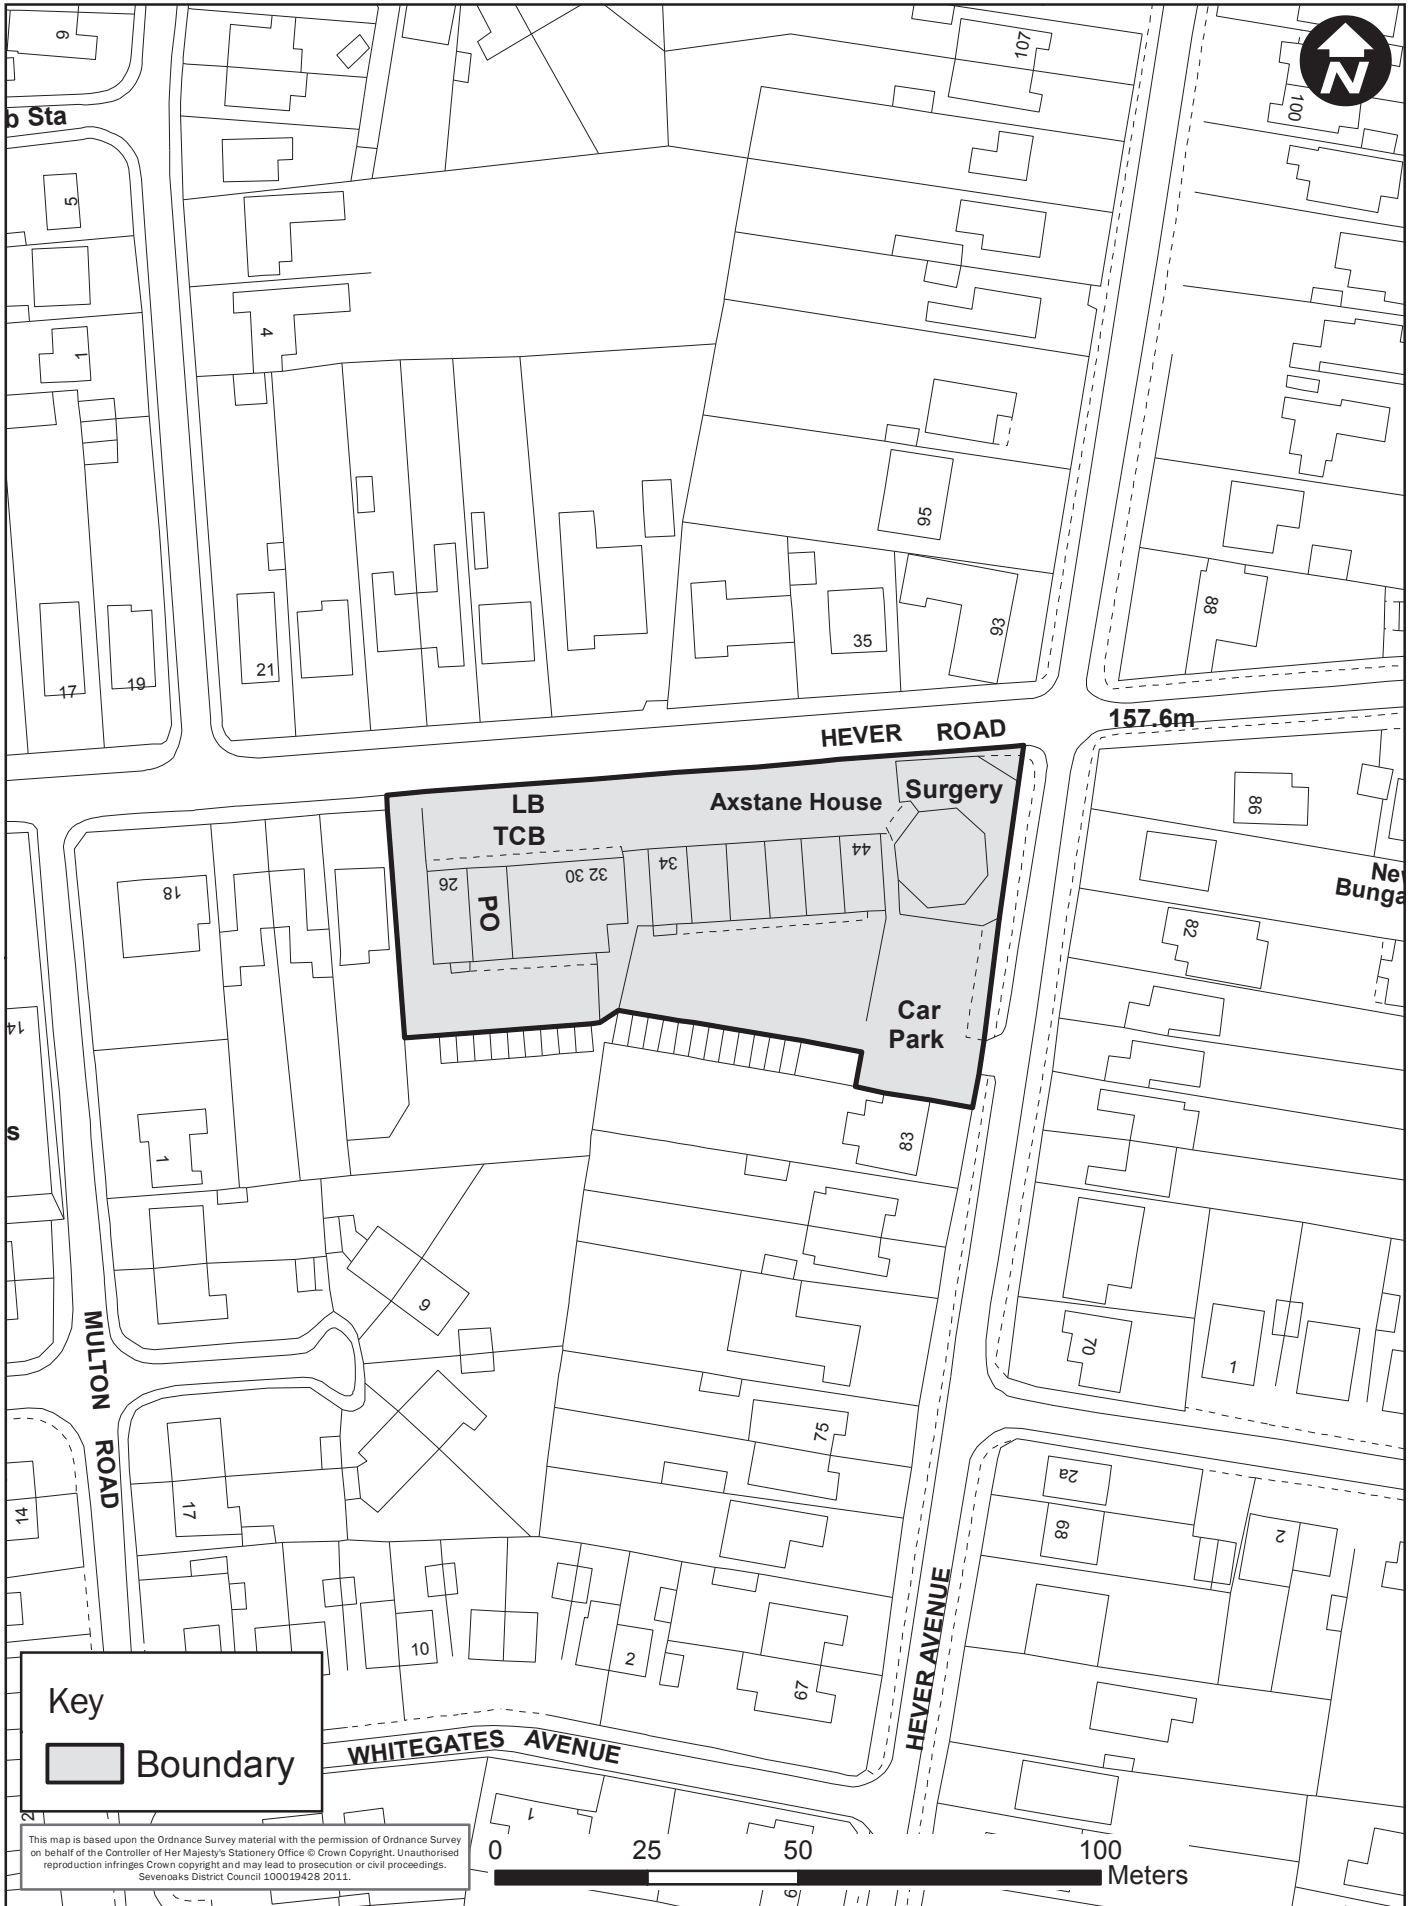 9
107
N
100
b Sta
5
4
1
95
88
35
93
21
17
19
HEVER ROAD
157.6m
LB
TCB
Axstane House
Surgery
86
44
34
32 30
26
PO
18
New
Bunga
82
Car
Park
14
83
s
1
9
MULTON ROAD
70
1
75
17
2a
14
68
2
HEVER AVENUE
10
2
67
Key
Boundary
WHITEGATES AVENUE
1
2
This map is based upon the Ordnance Survey material with the permission of Ordnance Survey
on behalf of the Controller of Her Majesty's Stationery Office © Crown Copyright. Unauthorised
reproduction infringes Crown copyright and may lead to prosecution or civil proceedings.
Sevenoaks District Council 100019428 2011.
0 25 50 100
Meters